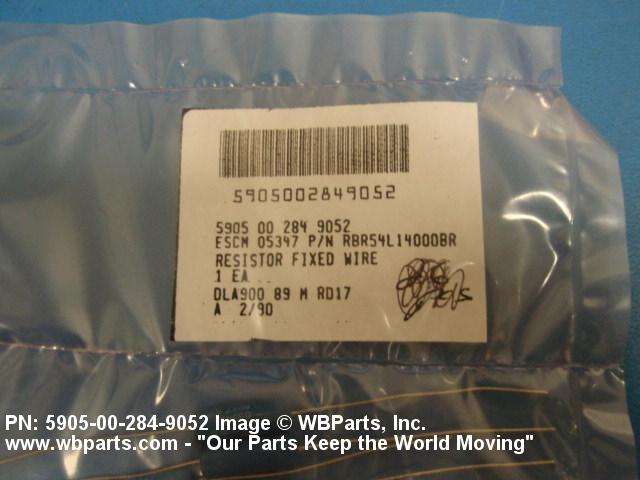 5905002849052
5905 00 284 9052
ESCM 05347 P/N RBR54L14000BR
RESISTOR FIXED WIRE
1 EA
DLA900 89 M RD17
A 2/90
PN: 5905-00-284-9052 Image © WBParts, Inc.
www.wbparts.com - "Our Parts Keep the World Moving"